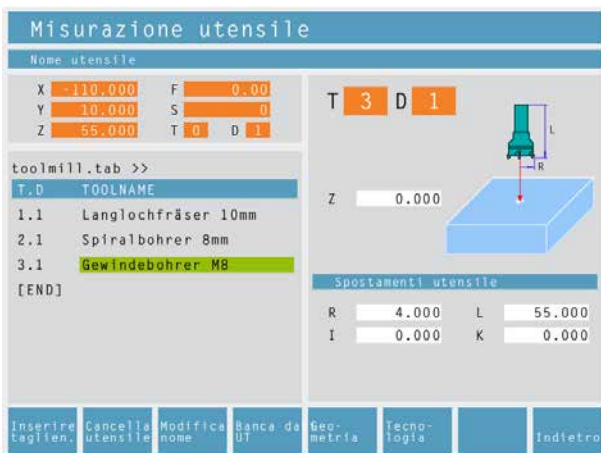 Misurazione utensile
Nome utensile
X -110.000 F 0.00
Y 10.000 S 0
Z 55.000 T 0 D 1
toolmill.tab >>
T.D TOOLNAME
1.1 Langlochfräser 10mm
2.1 Spiralbohrer 8mm
3.1 Gewindebohrer M8
[END]
T 3 D 1
L
R
Z 0.000
Spostamenti utensile
R 4.000 L 55.000
I 0.000 K 0.000
Inserire taglien.
Cancella utensile
Modifica nome
Banca da UT
Geo-
metria
Tecno-
logia
Indietro